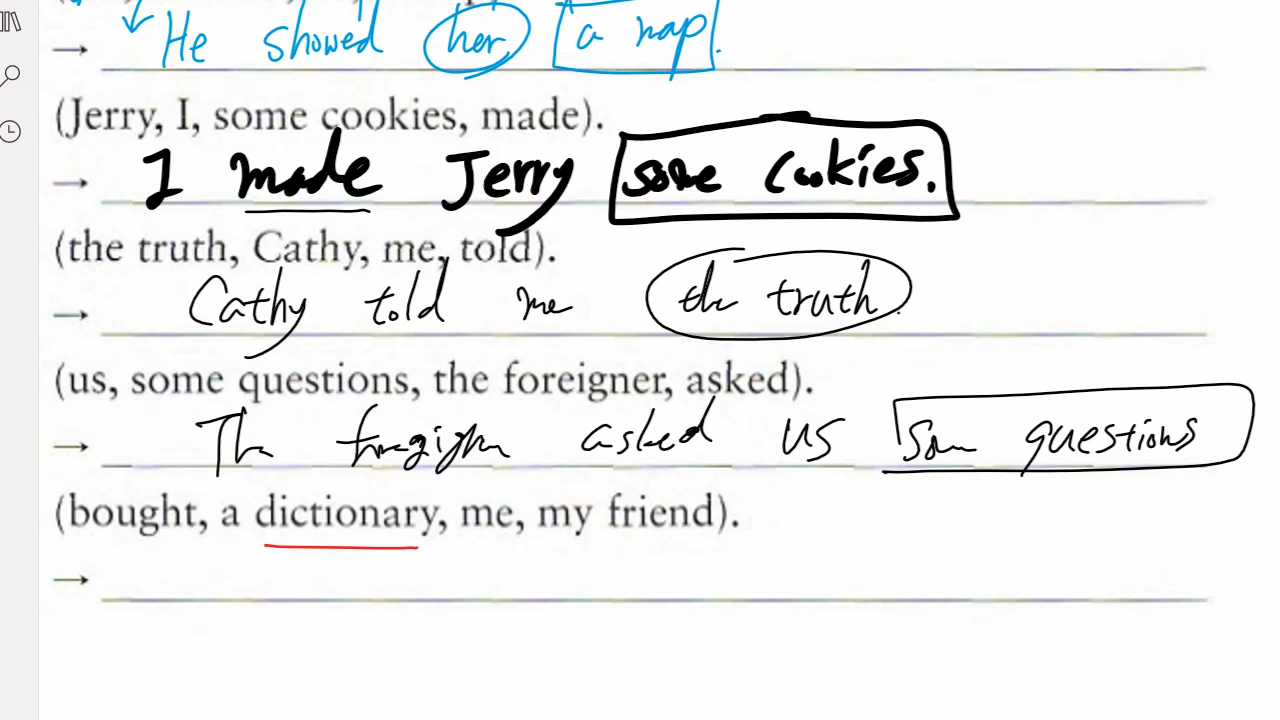 He showed her a map.
(Jerry, I, some cookies, made).
→ I made Jerry some cookies.
(the truth, Cathy, me, told).
→ Cathy told me the truth.
(us, some questions, the foreigner, asked).
→ The foreigner asked us some questions
(bought, a dictionary, me, my friend).
→